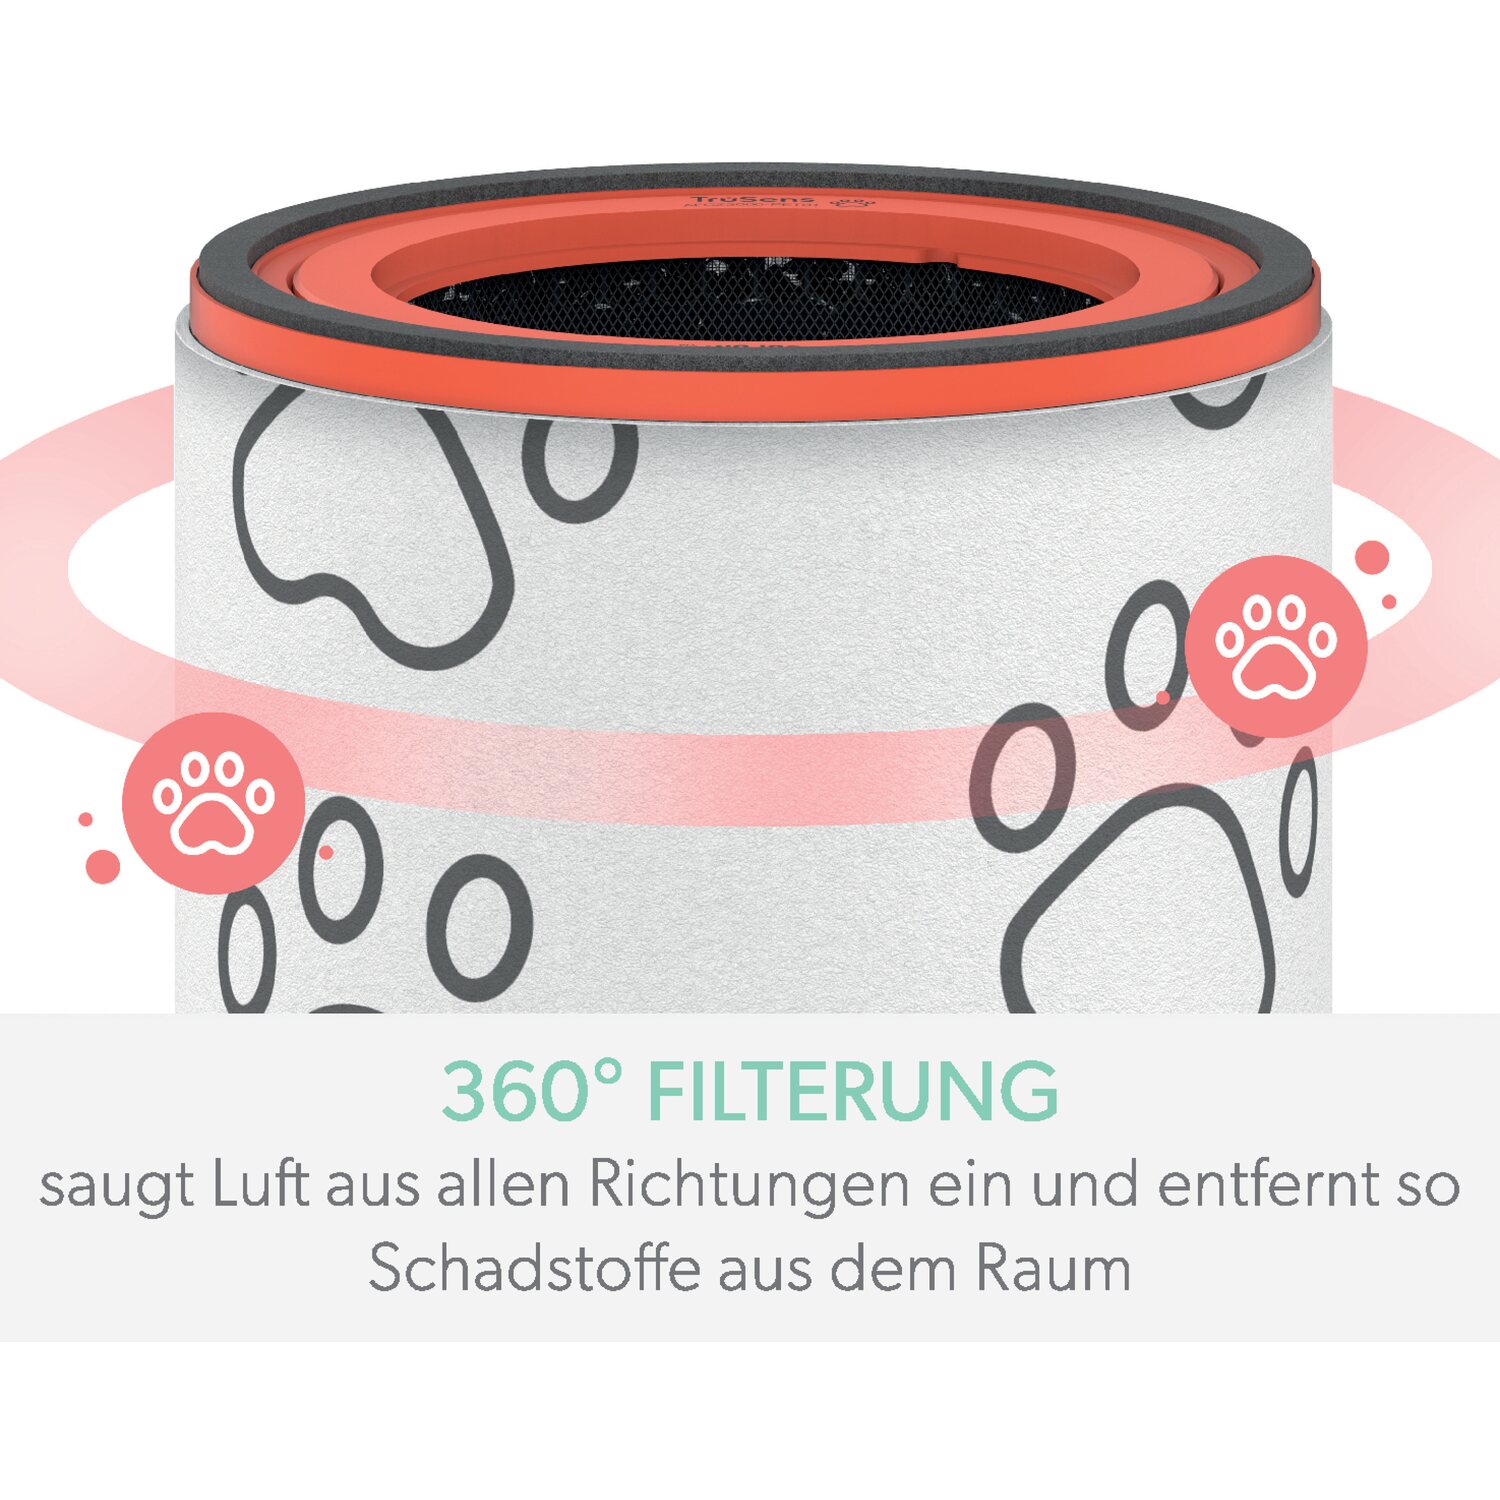 TruSens
360° FILTERUNG
saugt Luft aus allen Richtungen ein und entfernt so
Schadstoffe aus dem Raum